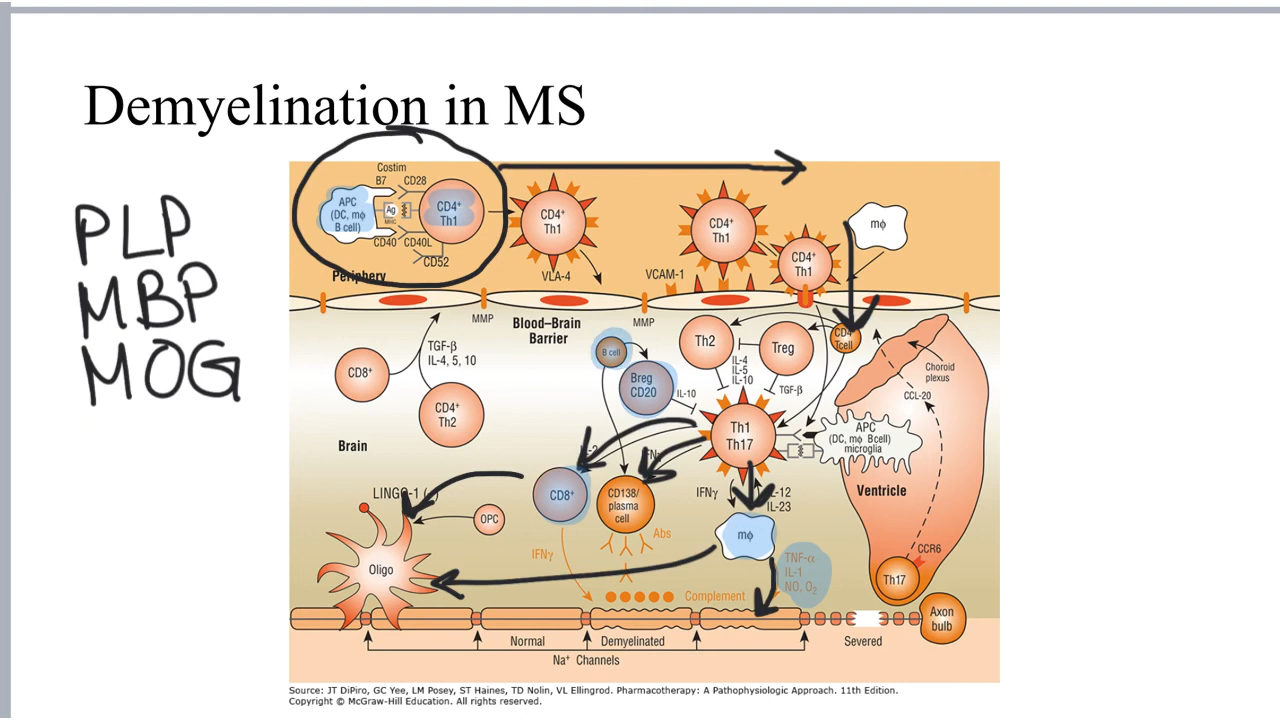 Demyelination in MS
PLP
MBP
MOG
Costim
B7
CD28
APC
(DC, mϕ
B cell)
Ag
MHC
CD4⁺
Th1
CD40
CD40L
CD52
Periphery
CD4⁺
Th1
VLA-4
CD4⁺
Th1
VCAM-1
CD4⁺
Th1
mϕ
MMP
Blood–Brain
Barrier
MMP
TGF-β
IL-4, 5, 10
CD8⁺
CD4⁺
Th2
Brain
B cell
Breg
CD20
IL-10
Th2
Treg
IL-4
IL-5
IL-10
TGF-β
CD4⁺
Tcell
Choroid
plexus
CCL-20
Th1
Th17
APC
(DC, mϕ Bcell)
microglia
Ventricle
LINGO-1
OPC
Oligo
CD8⁺
CD138/
plasma
cell
Abs
IFNγ
IFNγ
IL-12
IL-23
mϕ
TNF-α
IL-1
NO, O₂
Complement
CCR6
Th17
Axon
bulb
Normal
Demyelinated
Severed
Na⁺ Channels
Source: JT DiPiro, GC Yee, LM Posey, ST Haines, TD Nolin, VL Ellingrod. Pharmacotherapy: A Pathophysiologic Approach. 11th Edition.
Copyright © McGraw-Hill Education. All rights reserved.